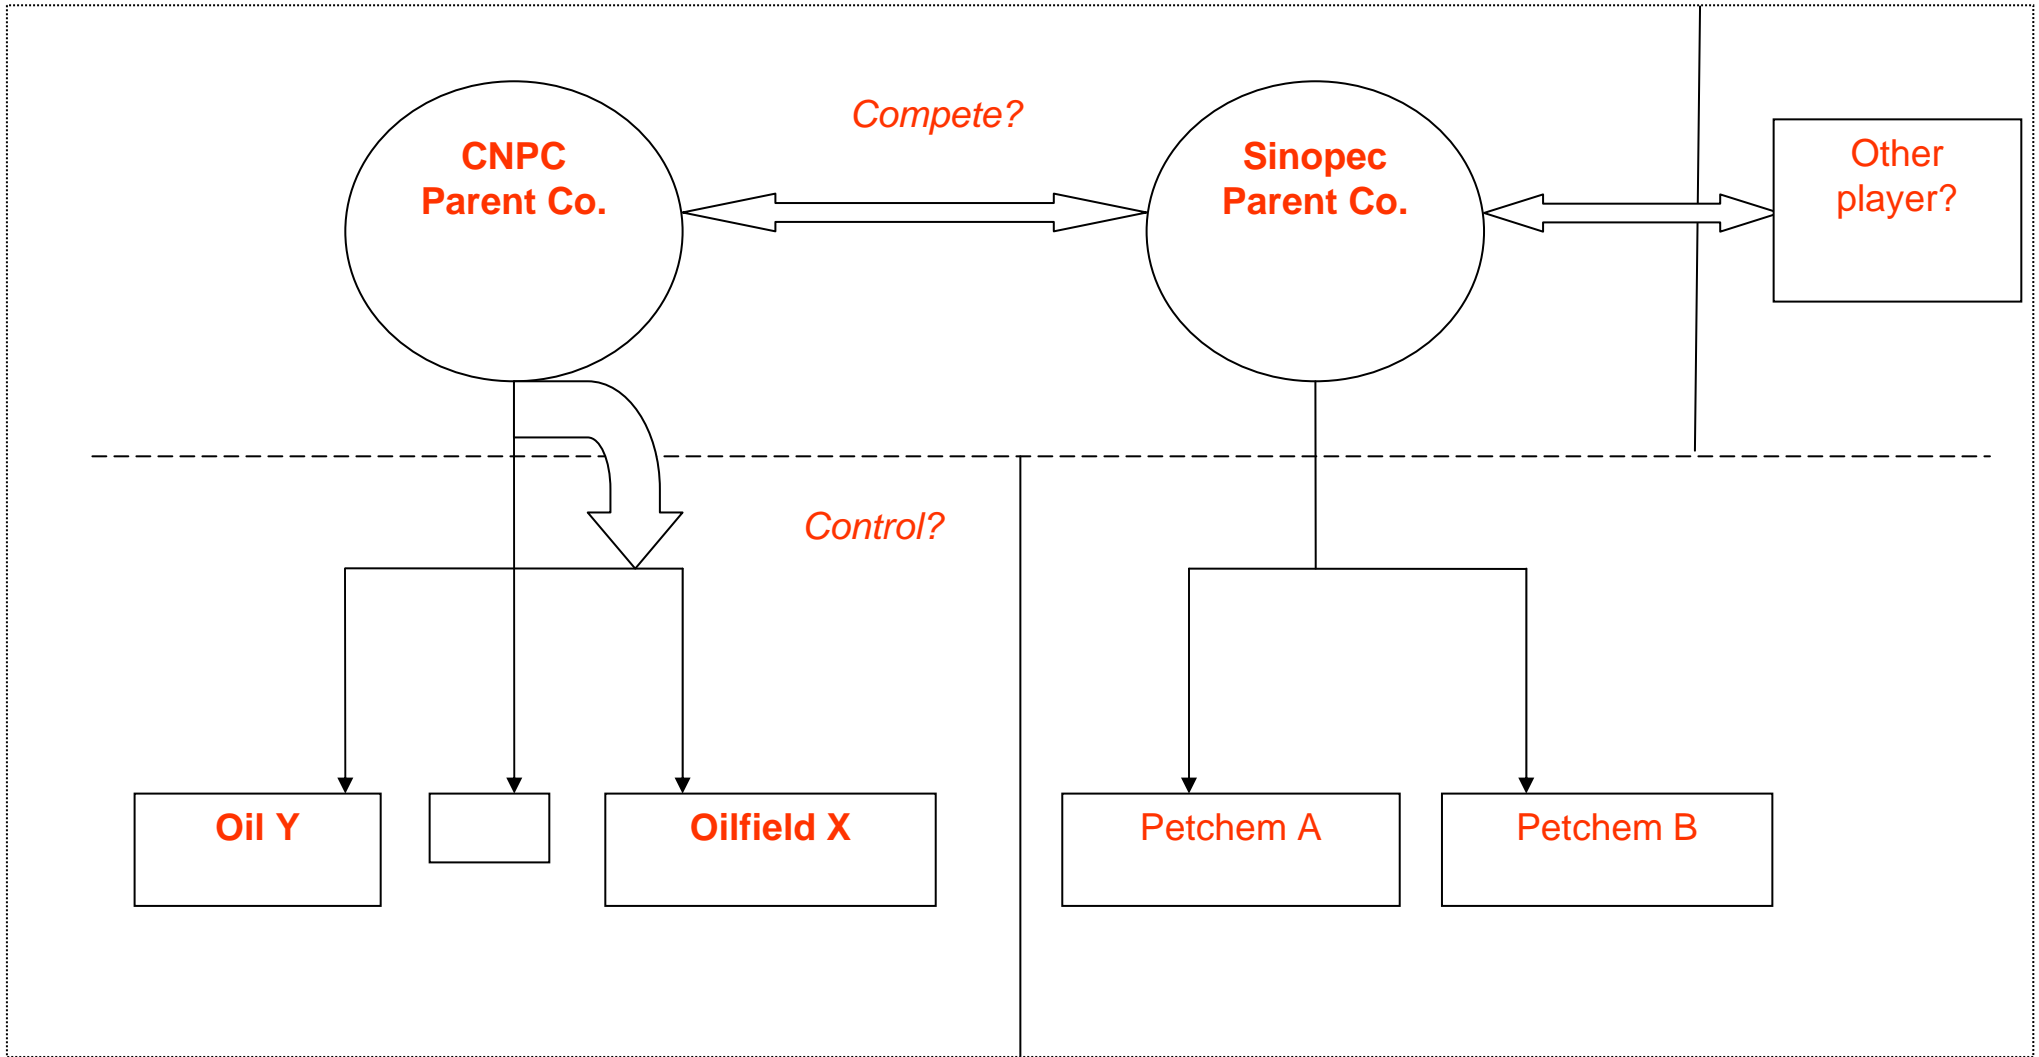 Compete?
CNPC
Parent Co.
Sinopec
Parent Co.
Other
player?
Control?
Oil Y
Oilfield X
Petchem A
Petchem B